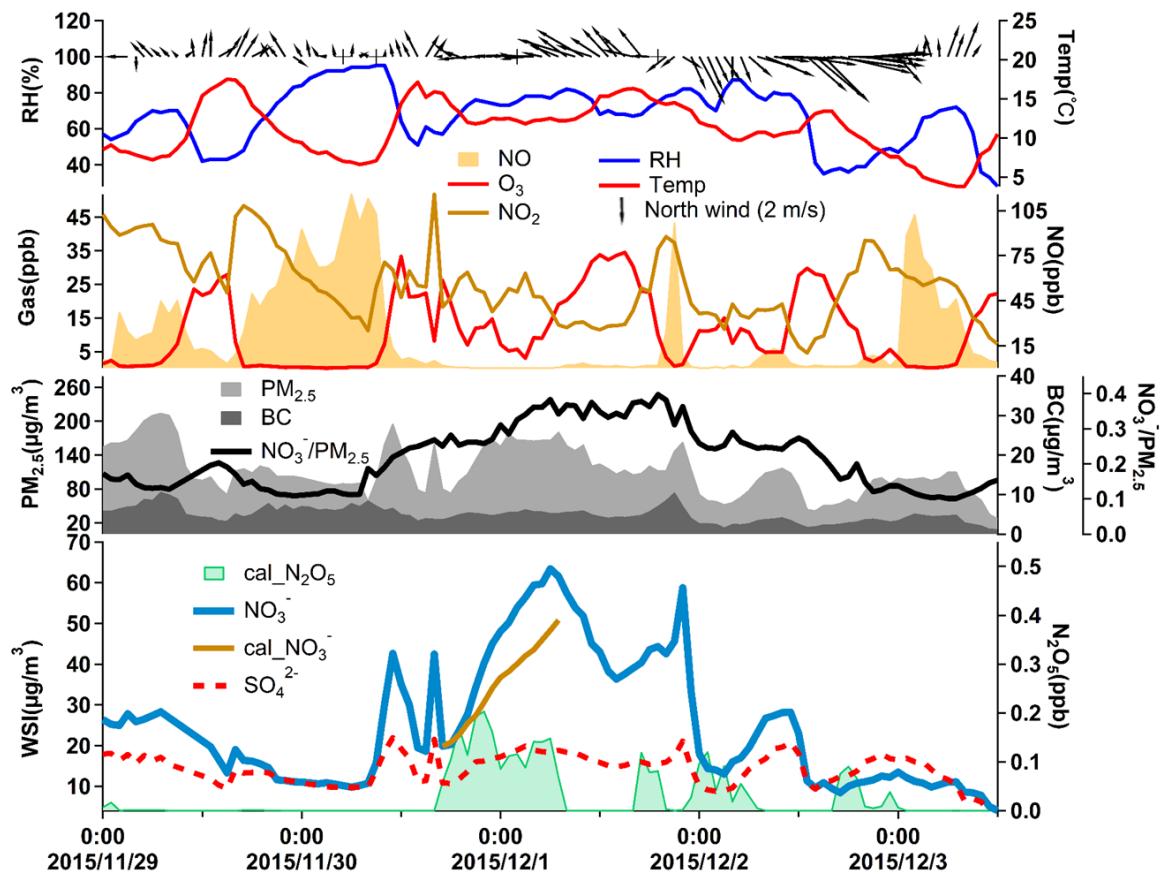 120
100
80
60
40
RH(%)
25
20
15
10
5
Temp(°C)
NO
O3
NO2
RH
Temp
North wind (2 m/s)
45
35
25
15
5
Gas(ppb)
105
75
45
15
NO(ppb)
260
200
140
80
20
PM2.5(µg/m3)
PM2.5
BC
NO3-/PM2.5
40
30
20
10
0
BC(µg/m3)
0.4
0.3
0.2
0.1
0.0
NO3-/PM2.5
70
60
50
40
30
20
10
WSI(µg/m3)
cal_N2O5
NO3-
cal_NO3-
SO42-
0.5
0.4
0.3
0.2
0.1
0.0
N2O5(ppb)
0:00 0:00 0:00 0:00 0:00
2015/11/29 2015/11/30 2015/12/1 2015/12/2 2015/12/3